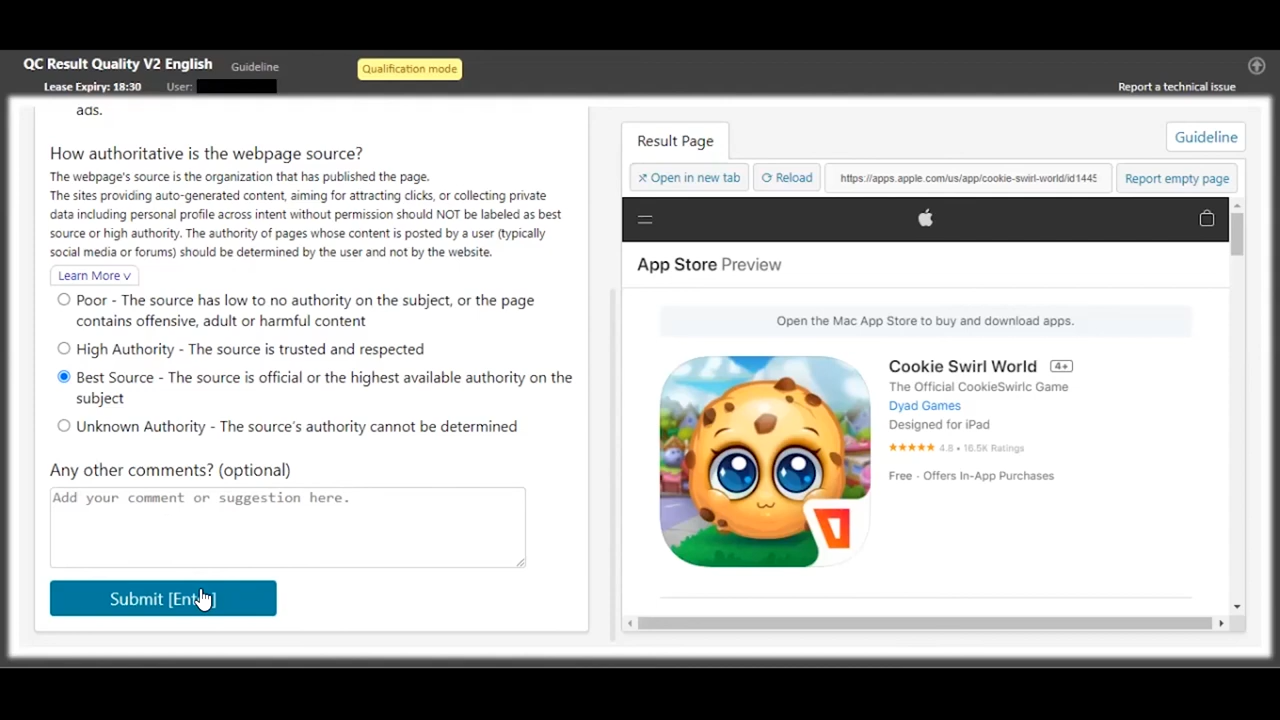 QC Result Quality V2 English
Guideline
Qualification mode
Lease Expiry: 18:30
User:
Report a technical issue
ads.
How authoritative is the webpage source?
The webpage's source is the organization that has published the page.
The sites providing auto-generated content, aiming for attracting clicks, or collecting private
data including personal profile across intent without permission should NOT be labeled as best
source or high authority. The authority of pages whose content is posted by a user (typically
social media or forums) should be determined by the user and not by the website.
Learn More v
Poor - The source has low to no authority on the subject, or the page
contains offensive, adult or harmful content
High Authority - The source is trusted and respected
Best Source - The source is official or the highest available authority on the
subject
Unknown Authority - The source's authority cannot be determined
Any other comments? (optional)
Add your comment or suggestion here.
Submit [Ent
]
Result Page
Guideline
Open in new tab
Reload
https://apps.apple.com/us/app/cookie-swirl-world/id1445
Report empty page
App Store Preview
Open the Mac App Store to buy and download apps.
Cookie Swirl World 4+
The Official CookieSwirlc Game
Dyad Games
Designed for iPad
4.8 • 16.5K Ratings
Free · Offers In-App Purchases